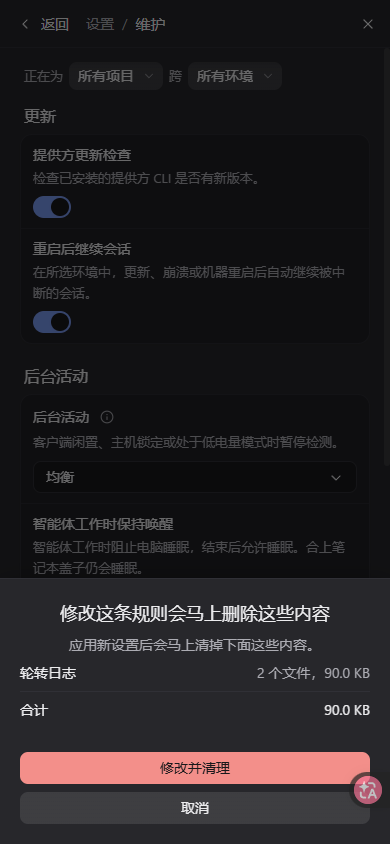 返回 设置 / 维护
正在为 所有项目 跨 所有环境
更新
提供方更新检查
检查已安装的提供方 CLI 是否有新版本。
重启后继续会话
在所选环境中，更新、崩溃或机器重启后自动继续被中
断的会话。
后台活动
后台活动
客户端闲置、主机锁定或处于低电量模式时暂停检测。
均衡
智能体工作时保持唤醒
智能体工作时阻止电脑睡眠，结束后允许睡眠。合上笔
记本盖子仍会睡眠。
修改这条规则会马上删除这些内容
应用新设置后会马上清掉下面这些内容。
轮转日志 2 个文件，90.0 KB
合计 90.0 KB
修改并清理
取消